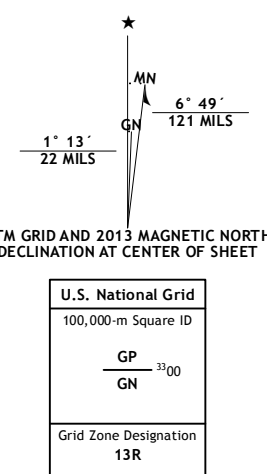 ★
MN
GN
6° 49´
121 MILS
1° 13´
22 MILS
TM GRID AND 2013 MAGNETIC NORTH
DECLINATION AT CENTER OF SHEET
U.S. National Grid
100,000-m Square ID
GP
3300
GN
Grid Zone Designation
13R